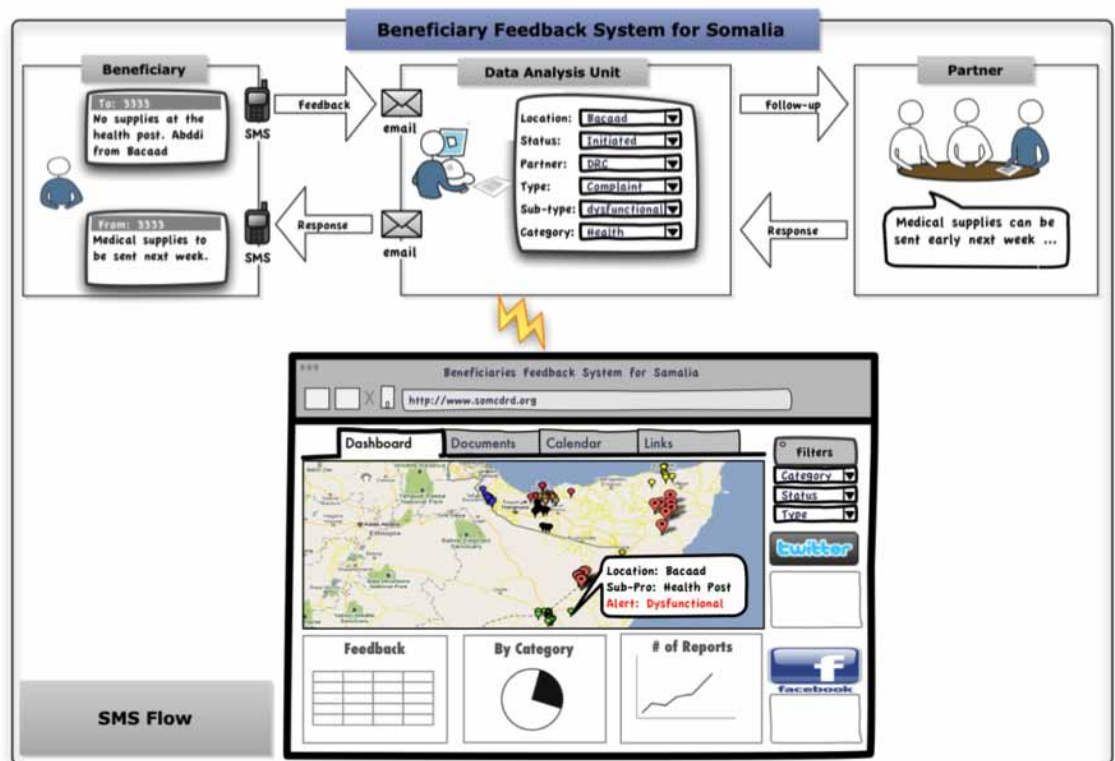 Beneficiary Feedback System for Somalia
Beneficiary
To: 3333
No supplies at the
health post. Abddi
from Bacaad
SMS
From: 3333
Medical supplies to
be sent next week.
SMS
Feedback
Response
email
email
Data Analysis Unit
Location: Bacaad
Status: Initiated
Partner: DRC
Type: Complaint
Sub-type: dysfunctional
Category: Health
Follow-up
Response
Partner
Medical supplies can be
sent early next week ...
Beneficiaries Feedback System for Samalia
X
http://www.somcdrd.org
Dashboard
Documents
Calendar
Links
Location: Bacaad
Sub-Pro: Health Post
Alert: Dysfunctional
Filters
Category
Status
Type
twitter
f
facebook
Feedback
By Category
# of Reports
SMS Flow